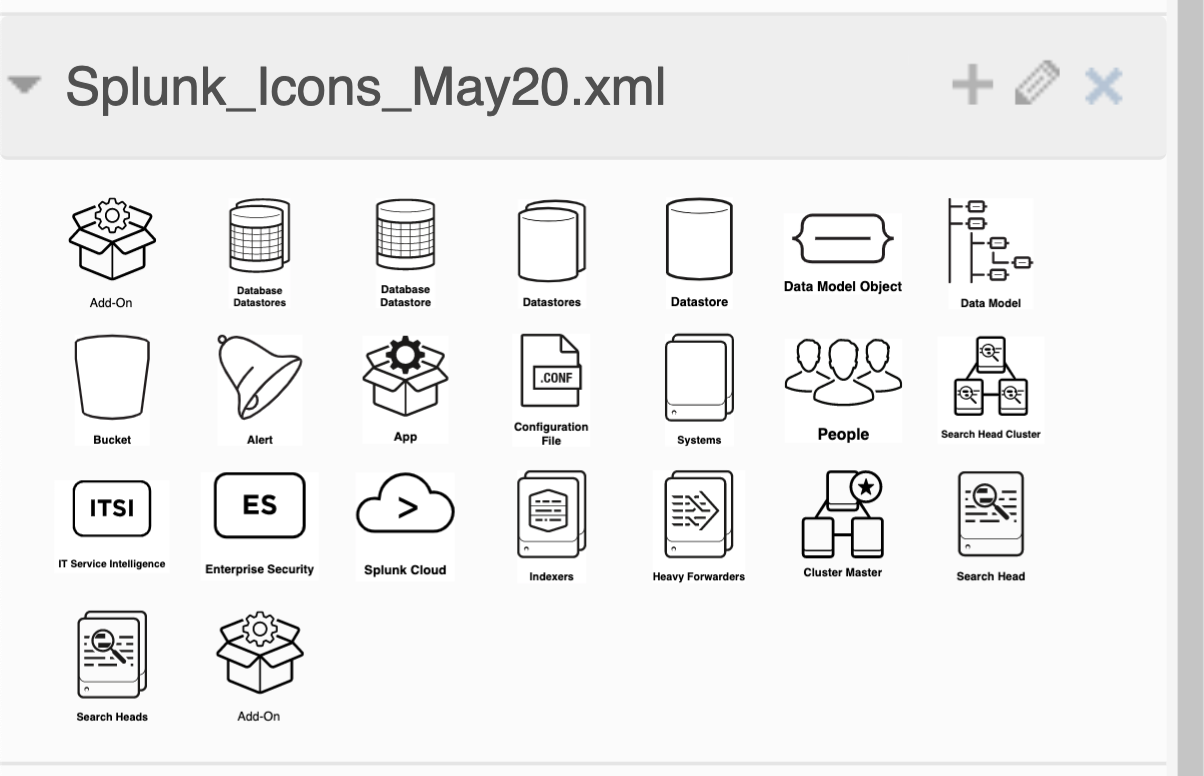 Splunk_Icons_May20.xml
Add-On
Database
Datastores
Database
Datastore
Datastores
Datastore
Data Model Object
Data Model
Bucket
Alert
App
.CONF
Configuration
File
Systems
People
Search Head Cluster
ITSI
IT Service Intelligence
ES
Enterprise Security
>
Splunk Cloud
Indexers
Heavy Forwarders
Cluster Master
Search Head
Search Heads
Add-On